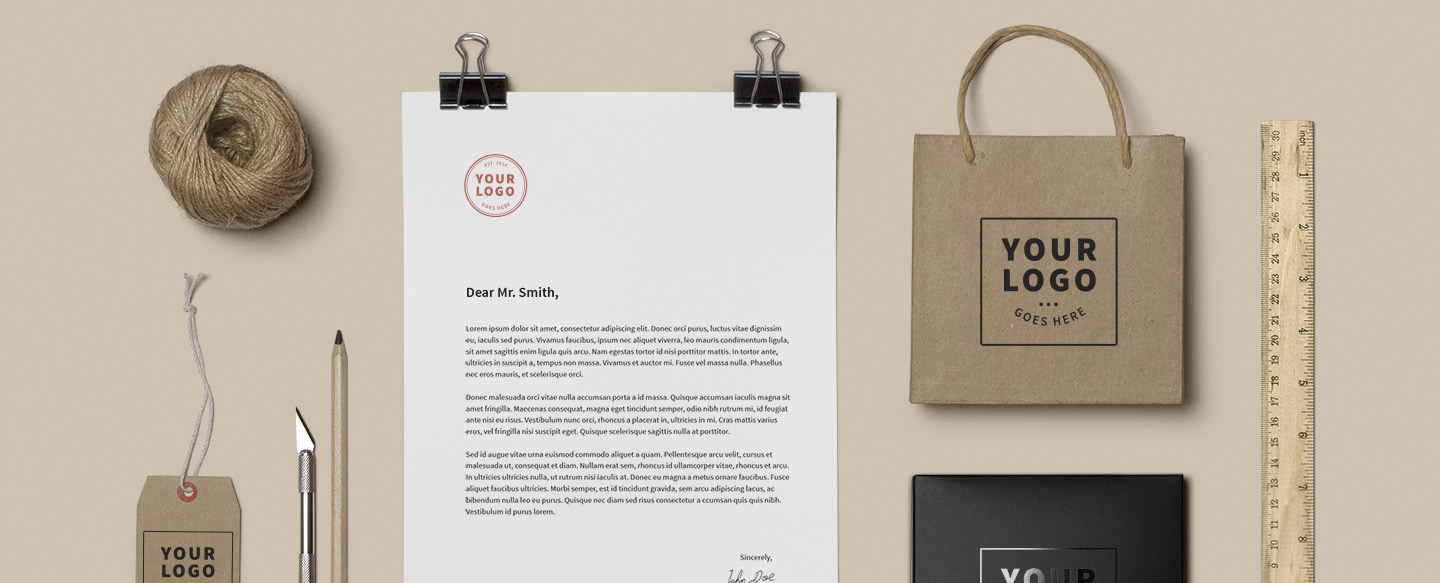 EST. 2014
YOUR
LOGO
GOES HERE
Dear Mr. Smith,
Lorem ipsum dolor sit amet, consectetur adipiscing elit. Donec orci purus, luctus vitae dignissim
eu, iaculis sed purus. Vivamus faucibus, ipsum nec aliquet viverra, leo mauris condimentum ligula,
sit amet sagittis enim ligula quis arcu. Nam egestas tortor id nisi porttitor mattis. In tortor ante,
ultricies in suscipit a, tempus non massa. Vivamus et auctor mi. Fusce vel massa nulla. Phasellus
nec eros mauris, et scelerisque orci.
Donec malesuada orci vitae nulla accumsan porta a id massa. Quisque accumsan iaculis magna sit
amet fringilla. Maecenas consequat, magna eget tincidunt semper, odio nibh rutrum mi, id feugiat
ante nisi eu risus. Vestibulum nunc orci, rhoncus a placerat in, ultricies in mi. Cras mattis varius
eros, vel fringilla nisi suscipit eget. Quisque scelerisque sagittis nulla at porttitor.
Sed id augue vitae urna euismod commodo aliquet a quam. Pellentesque arcu velit, cursus et
malesuada ut, consequat et diam. Nullam erat sem, rhoncus id ullamcorper vitae, rhoncus et arcu.
In ultricies ultricies nulla, ut rutrum nisi iaculis at. Donec eu magna a metus ornare faucibus. Fusce
aliquet faucibus ultricies. Morbi semper, est id tincidunt gravida, sem arcu adipiscing lacus, ac
bibendum nulla leo eu purus. Quisque nec diam sed risus consectetur a ccumsan quis quis nibh.
Vestibulum id purus lorem.
Sincerely,
John Doe
YOUR
LOGO
YOUR
LOGO
GOES HERE
YOUR
inch
1
2
3
4
5
6
7
8
30
29
28
27
26
25
24
23
22
21
20
19
18
17
16
15
14
13
12
11
10
9